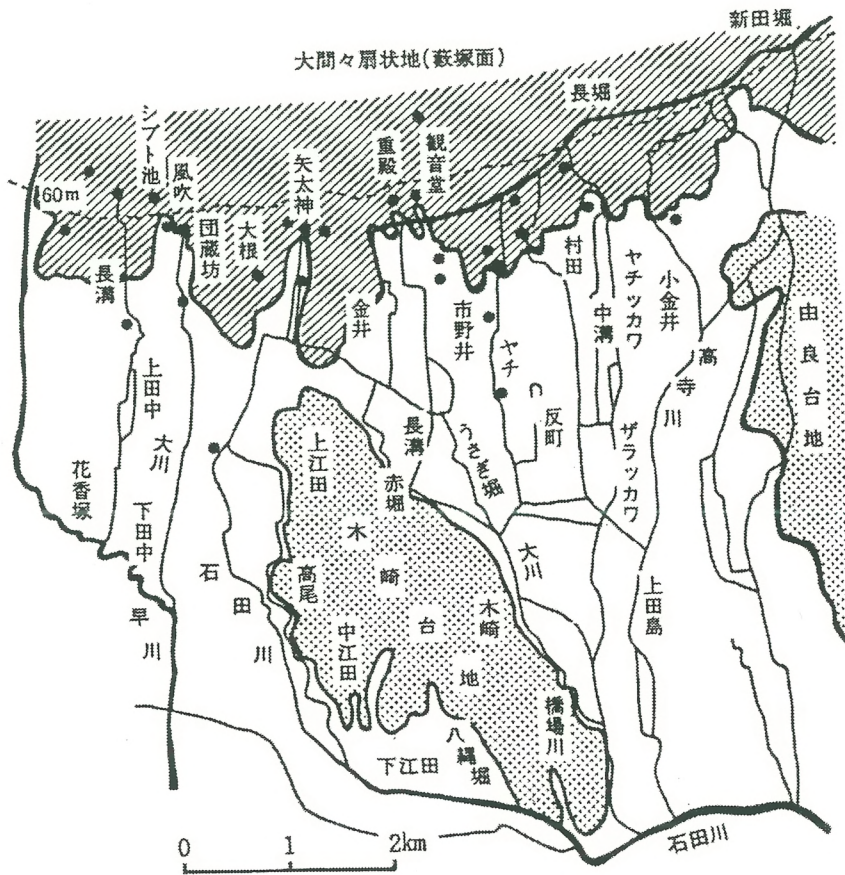 新田堀
大間々扇状地(藪塚面)
長堀
シブト池
風吹
矢太神
重殿
観音堂
60m
団蔵坊
大根
長溝
金井
市野井
村田
中溝
ヤチッカワ
小金井
由良台地
ヤチ
高寺川
上田中
大川
上江田
長溝
うさぎ堀
反町
ザラッカワ
花香塚
下田中
赤堀
木崎台地
石田川
高尾
大川
木崎
上田島
早川
中江田
橋場川
八縄堀
下江田
石田川
0 1 2km